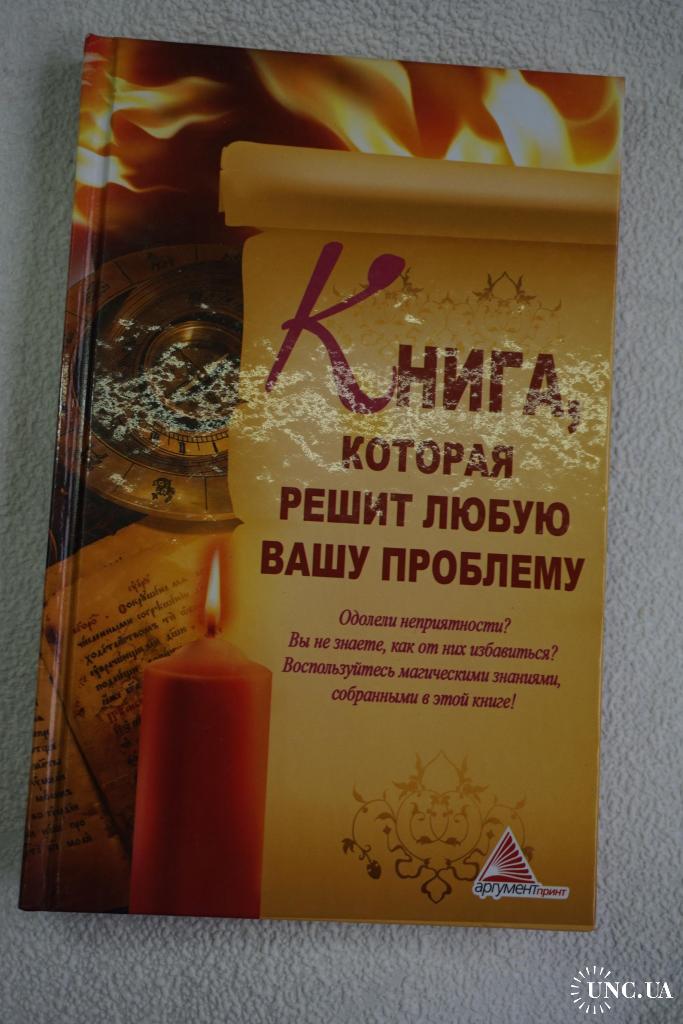 Книга,
которая
решит любую
вашу проблему
Одолели неприятности?
Вы не знаете, как от них избавиться?
Воспользуйтесь магическими знаниями,
собранными в этой книге!
аргументпринт
UNC.UA